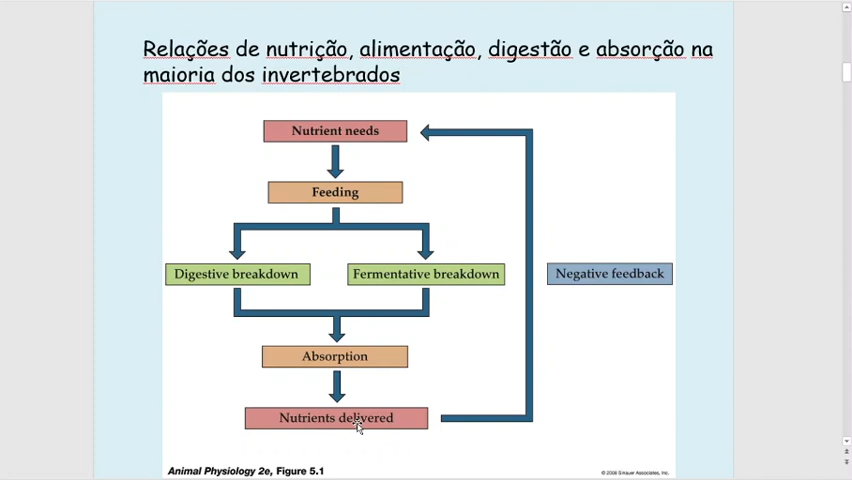 Relações de nutrição, alimentação, digestão e absorção na
maioria dos invertebrados
Nutrient needs
Feeding
Digestive breakdown
Fermentative breakdown
Negative feedback
Absorption
Nutrients delivered
Animal Physiology 2e, Figure 5.1
© 2008 Sinauer Associates, Inc.